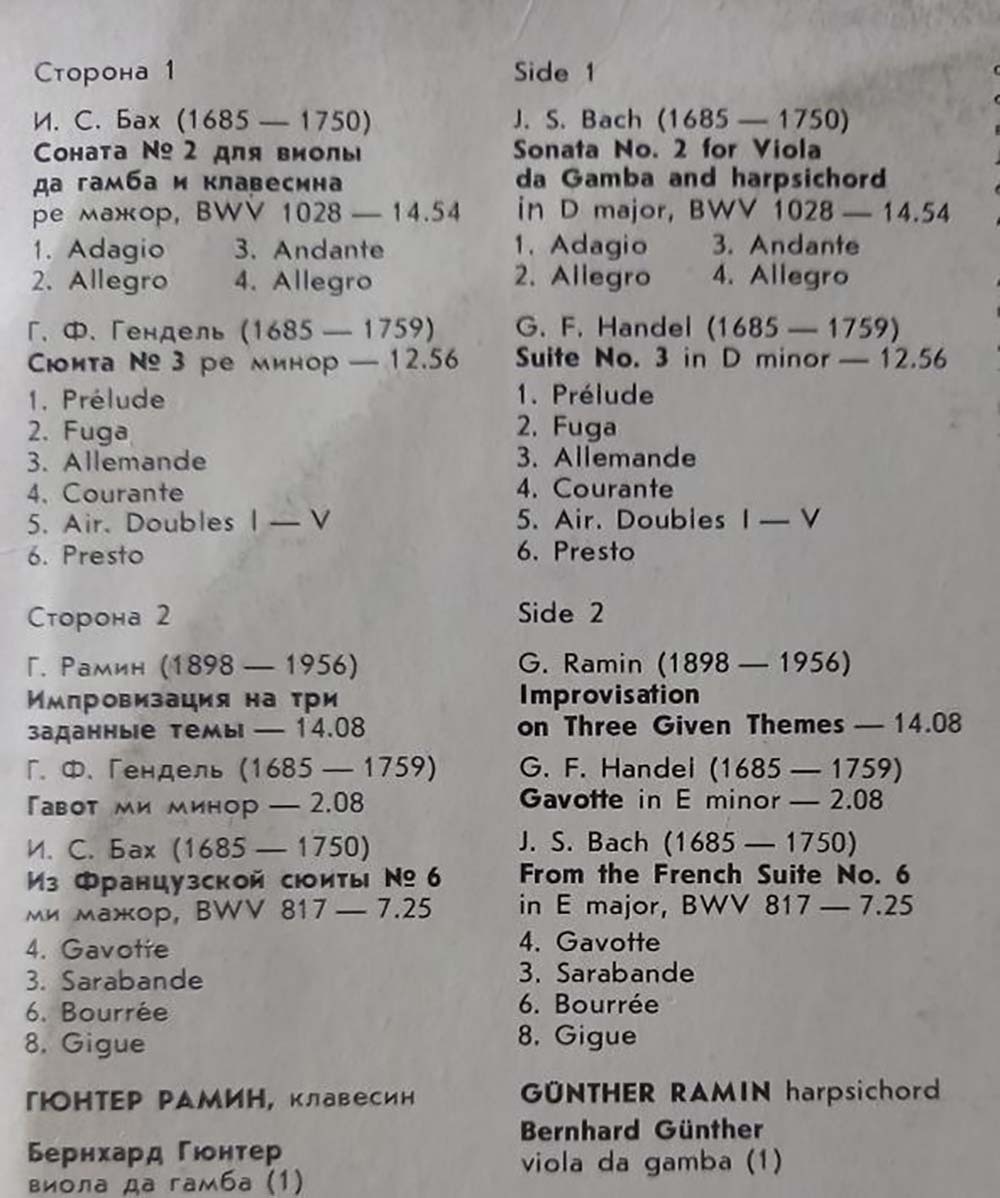 Сторона 1
И. С. Бах (1685 — 1750)
Соната № 2 для виолы
да гамба и клавесина
ре мажор, BWV 1028 — 14.54
1. Adagio 3. Andante
2. Allegro 4. Allegro
Г. Ф. Гендель (1685 — 1759)
Сюита № 3 ре минор — 12.56
1. Prélude
2. Fuga
3. Allemande
4. Courante
5. Air. Doubles I — V
6. Presto
Сторона 2
Г. Рамин (1898 — 1956)
Импровизация на три
заданные темы — 14.08
Г. Ф. Гендель (1685 — 1759)
Гавот ми минор — 2.08
И. С. Бах (1685 — 1750)
Из Французской сюиты № 6
ми мажор, BWV 817 — 7.25
4. Gavotte
3. Sarabande
6. Bourrée
8. Gigue
ГЮНТЕР РАМИН, клавесин
Бернхард Гюнтер
виола да гамба (1)
Side 1
J. S. Bach (1685 — 1750)
Sonata No. 2 for Viola
da Gamba and harpsichord
in D major, BWV 1028 — 14.54
1. Adagio 3. Andante
2. Allegro 4. Allegro
G. F. Handel (1685 — 1759)
Suite No. 3 in D minor — 12.56
1. Prélude
2. Fuga
3. Allemande
4. Courante
5. Air. Doubles I — V
6. Presto
Side 2
G. Ramin (1898 — 1956)
Improvisation
on Three Given Themes — 14.08
G. F. Handel (1685 — 1759)
Gavotte in E minor — 2.08
J. S. Bach (1685 — 1750)
From the French Suite No. 6
in E major, BWV 817 — 7.25
4. Gavotte
3. Sarabande
6. Bourrée
8. Gigue
GÜNTHER RAMIN harpsichord
Bernhard Günther
viola da gamba (1)